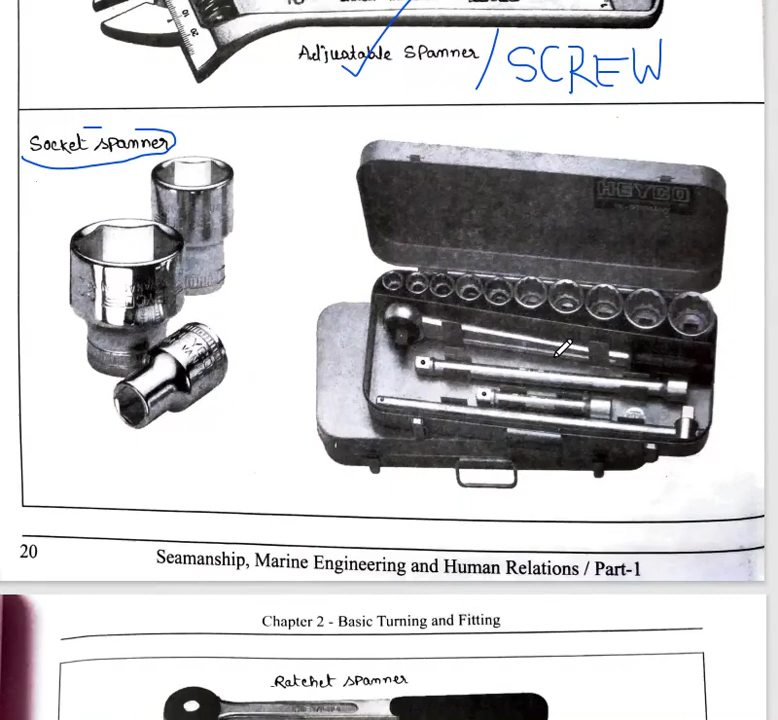 Adjustable spanner / SCREW
Socket spanner
HEYCO
20
Seamanship, Marine Engineering and Human Relations / Part-1
Chapter 2 - Basic Turning and Fitting
Ratchet spanner